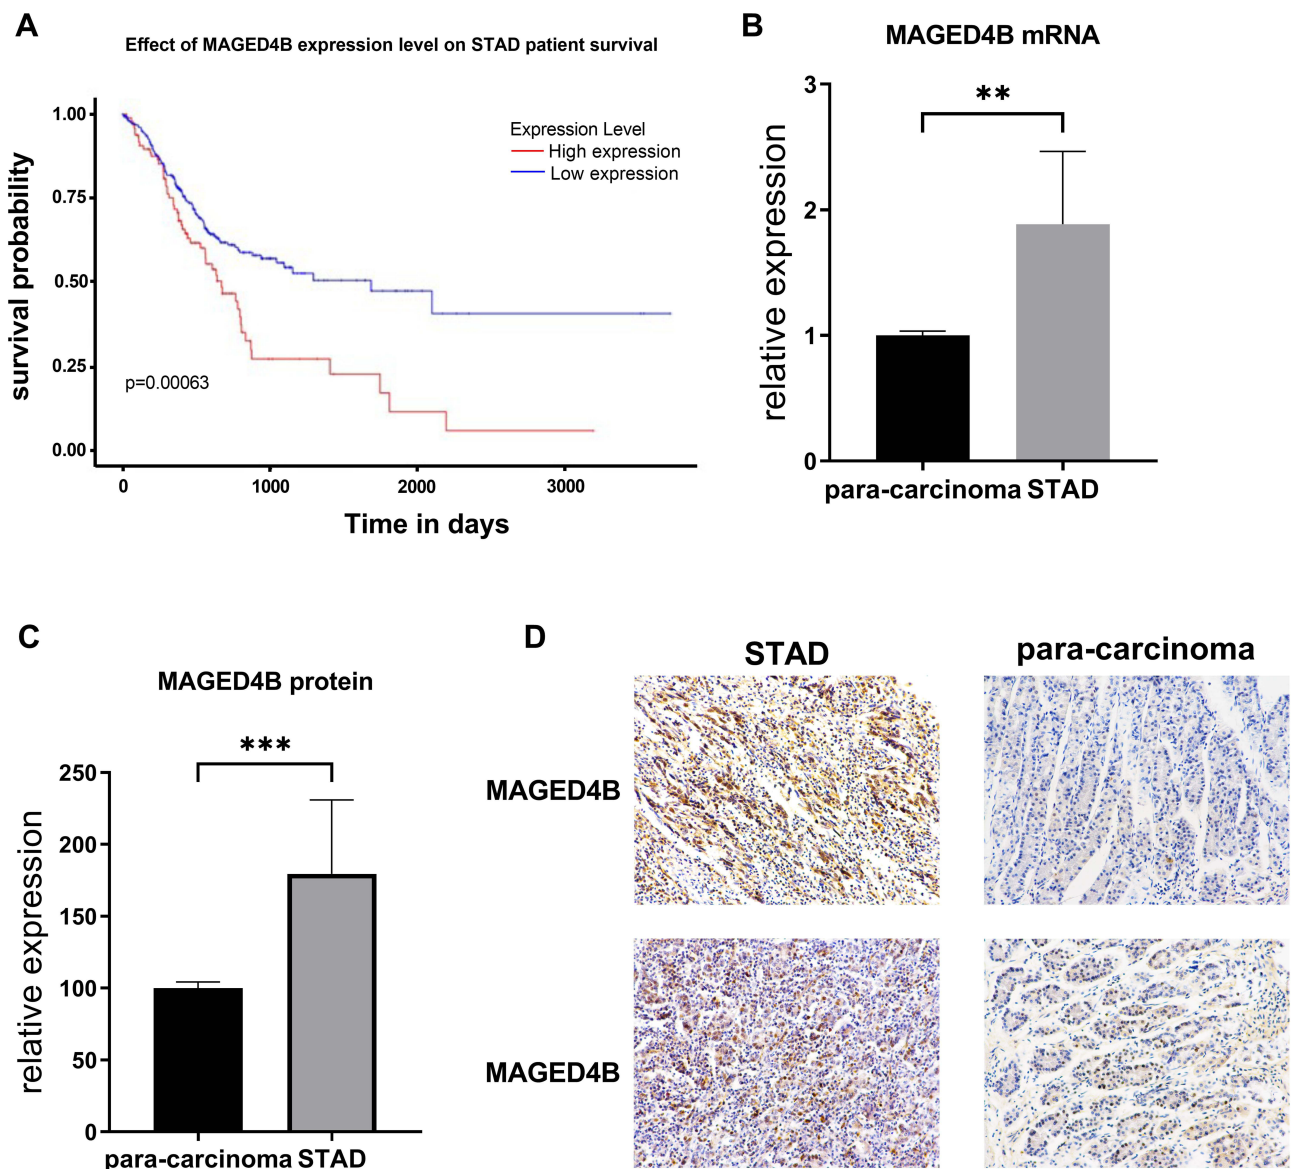 A
Effect of MAGED4B expression level on STAD patient survival
survival probability
1.00
0.75
0.50
0.25
0.00
Expression Level
High expression
Low expression
p=0.00063
0 1000 2000 3000
Time in days
B
MAGED4B mRNA
**
relative expression
3
2
1
0
para-carcinoma STAD
C
MAGED4B protein
***
relative expression
250
200
150
100
50
0
para-carcinoma STAD
D
STAD para-carcinoma
MAGED4B
MAGED4B